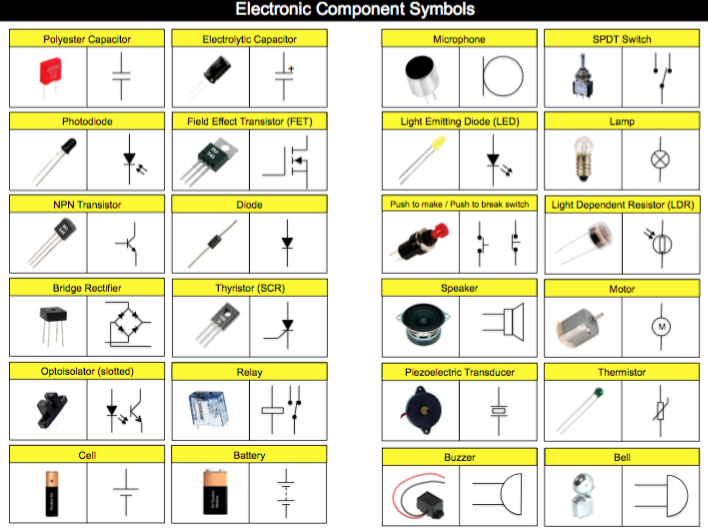 Electronic Component Symbols
Polyester Capacitor
Electrolytic Capacitor
+
Microphone
SPDT Switch
Photodiode
Field Effect Transistor (FET)
Light Emitting Diode (LED)
Lamp
NPN Transistor
Diode
Push to make / Push to break switch
Light Dependent Resistor (LDR)
Bridge Rectifier
Thyristor (SCR)
Speaker
Motor
M
Optoisolator (slotted)
Relay
Piezoelectric Transducer
Thermistor
Cell
Battery
Buzzer
Bell